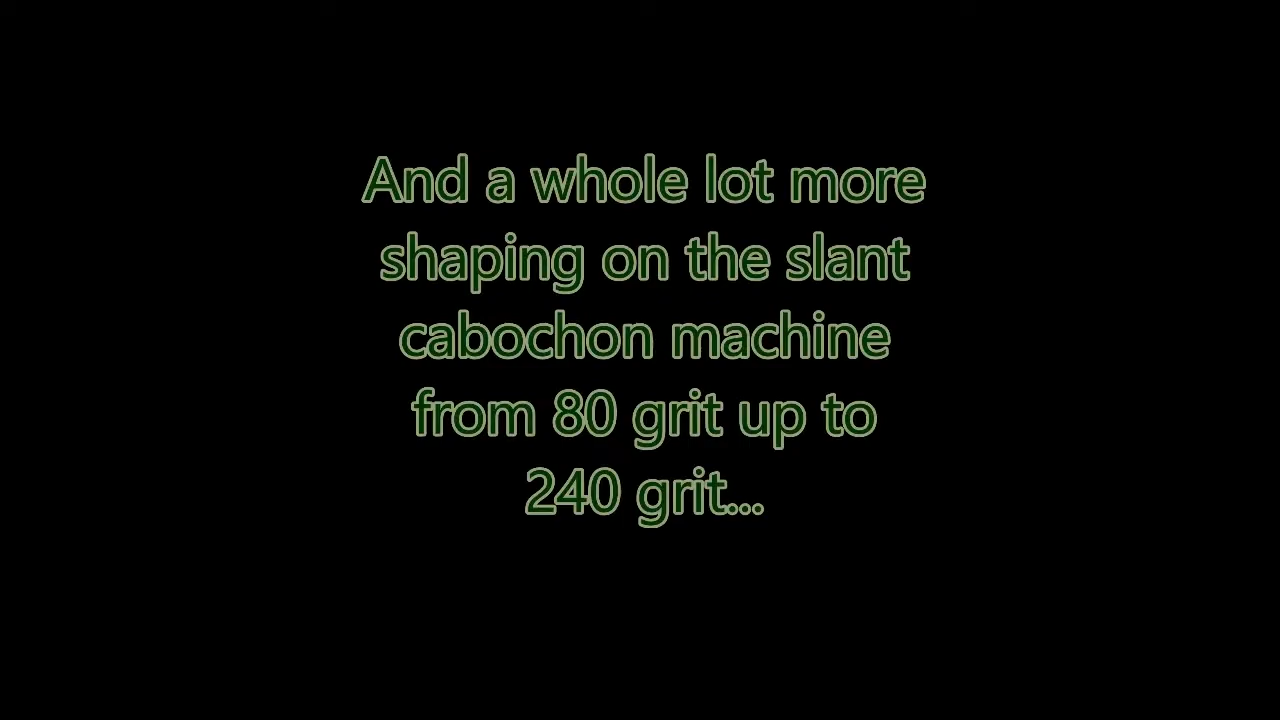 And a whole lot more
shaping on the slant
cabochon machine
from 80 grit up to
240 grit...